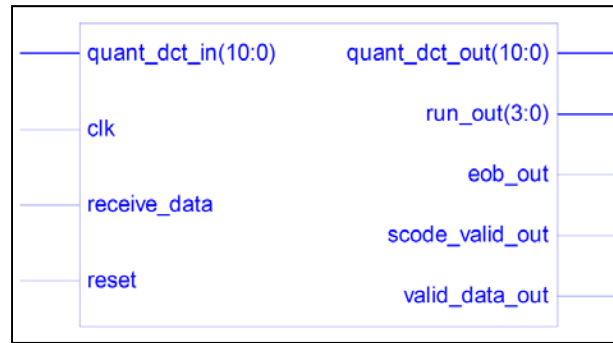 quant_dct_in(10:0) quant_dct_out(10:0)
run_out(3:0)
clk
eob_out
receive_data
scode_valid_out
reset
valid_data_out